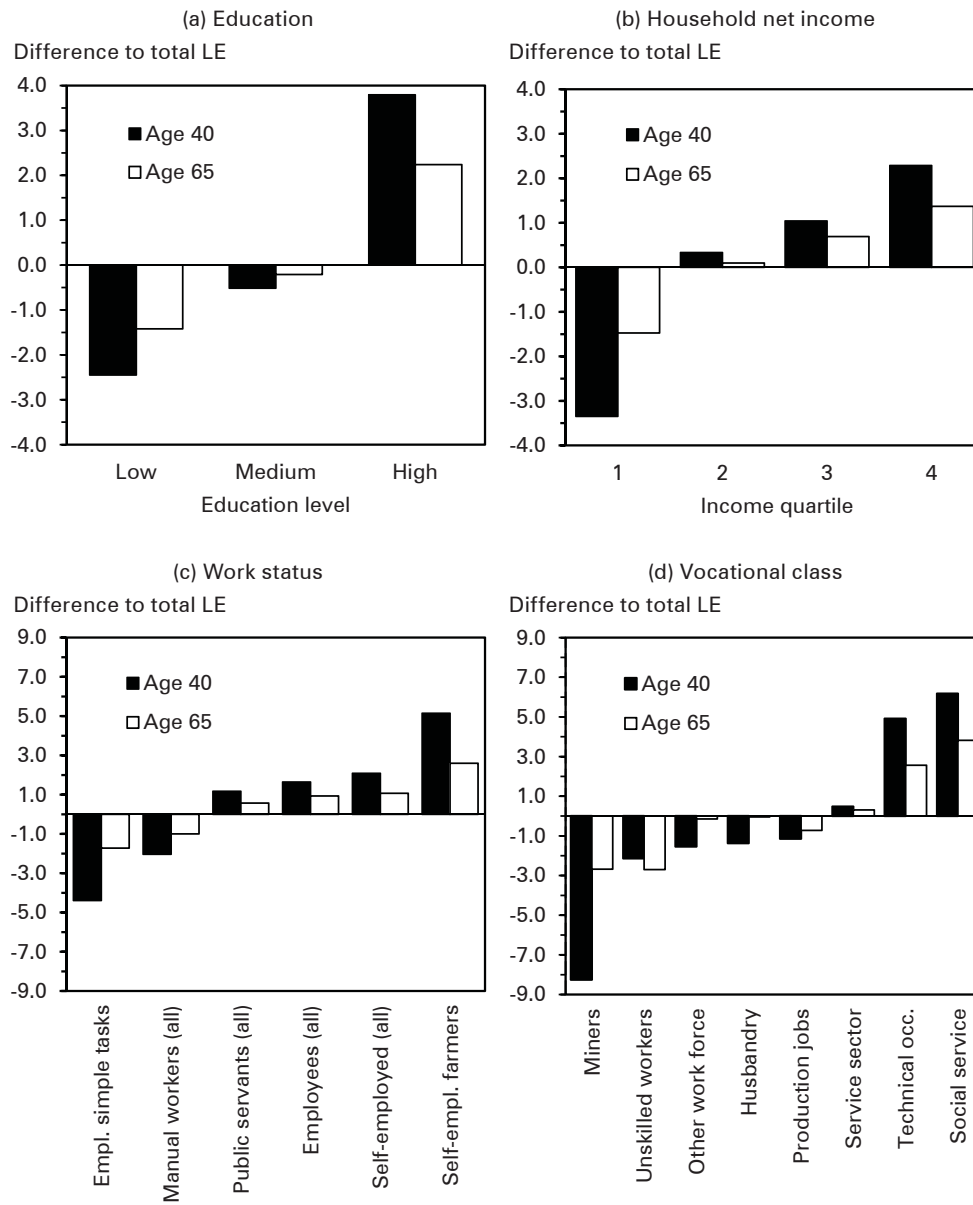 (a) Education
Difference to total LE
4.0
3.0
2.0
1.0
0.0
-1.0
-2.0
-3.0
-4.0
Age 40
Age 65
Low Medium High
Education level
(b) Household net income
Difference to total LE
4.0
3.0
2.0
1.0
0.0
-1.0
-2.0
-3.0
-4.0
Age 40
Age 65
1 2 3 4
Income quartile
(c) Work status
Difference to total LE
9.0
7.0
5.0
3.0
1.0
-1.0
-3.0
-5.0
-7.0
-9.0
Age 40
Age 65
Empl. simple tasks
Manual workers (all)
Public servants (all)
Employees (all)
Self-employed (all)
Self-empl. farmers
(d) Vocational class
Difference to total LE
9.0
7.0
5.0
3.0
1.0
-1.0
-3.0
-5.0
-7.0
-9.0
Age 40
Age 65
Miners
Unskilled workers
Other work force
Husbandry
Production jobs
Service sector
Technical occ.
Social service